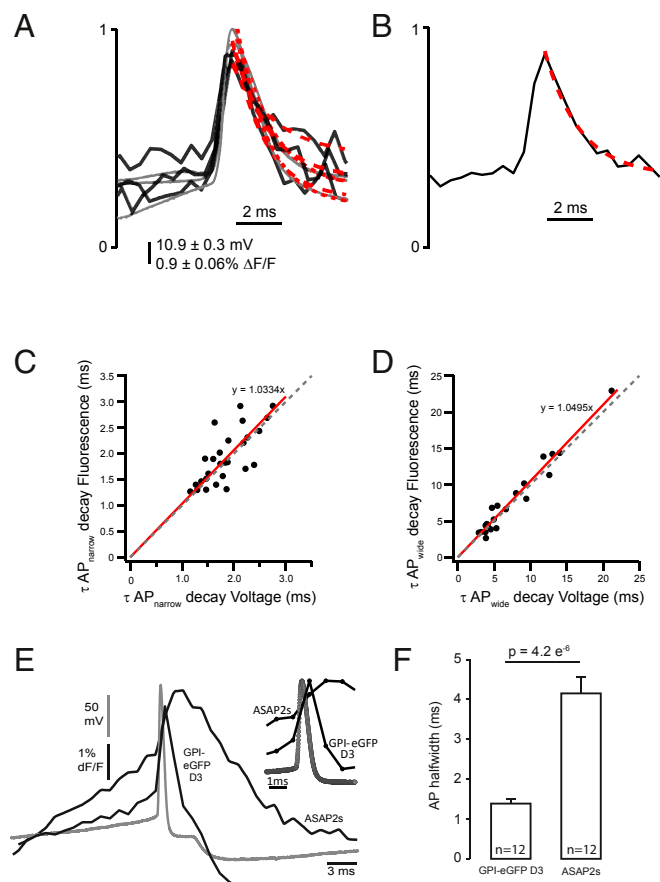 A
1
0
2 ms
10.9 ± 0.3 mV
0.9 ± 0.06% ΔF/F
B
1
0
2 ms
C
τ APnarrow decay Fluorescence (ms)
3.5
3.0
2.5
2.0
1.5
1.0
0.5
0
y = 1.0334x
0 1.0 2.0 3.0
τ APnarrow decay Voltage (ms)
D
τ APwide decay Fluorescence (ms)
25
20
15
10
5
0
y = 1.0495x
0 5 10 15 20 25
τ APwide decay Voltage (ms)
E
50
mV
1%
dF/F
GPI-
eGFP
D3
ASAP2s
3 ms
ASAP2s
GPI-eGFP
D3
1ms
F
p = 4.2 e-6
AP halfwidth (ms)
5
4
3
2
1
0
n=12
n=12
GPI-eGFP D3
ASAP2s